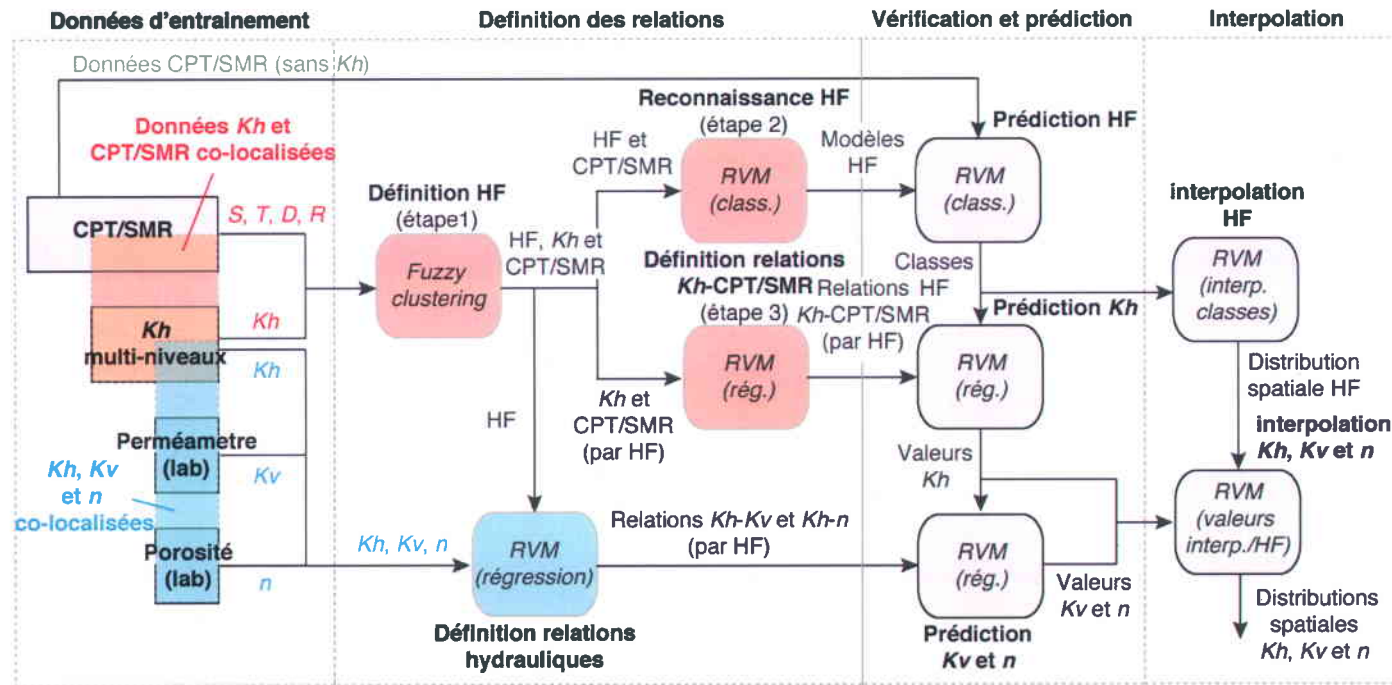 Données d'entrainement
Definition des relations
Vérification et prédiction
Interpolation
Données CPT/SMR (sans Kh)
Données Kh et
CPT/SMR co-localisées
CPT/SMR
S, T, D, R
Kh
multi-niveaux
Kh
Kh
Perméametre
(lab)
Kv
Kh, Kv
et n
co-localisées
Porosité
(lab)
n
Kh, Kv, n
Définition HF
(étape1)
Fuzzy
clustering
HF, Kh et
CPT/SMR
HF et
CPT/SMR
Reconnaissance HF
(étape 2)
RVM
(class.)
Modèles
HF
Définition relations
Kh-CPT/SMR
(étape 3)
RVM
(rég.)
Relations
Kh-CPT/SMR
(par HF)
Kh et
CPT/SMR
(par HF)
HF
RVM
(régression)
Définition relations
hydrauliques
Relations Kh-Kv et Kh-n
(par HF)
Prédiction HF
RVM
(class.)
Classes
HF
Prédiction Kh
RVM
(rég.)
Valeurs
Kh
RVM
(rég.)
Prédiction
Kv et n
Valeurs
Kv et n
interpolation
HF
RVM
(interp.
classes)
Distribution
spatiale HF
interpolation
Kh, Kv et n
RVM
(valeurs
interp./HF)
Distributions
spatiales
Kh, Kv et n